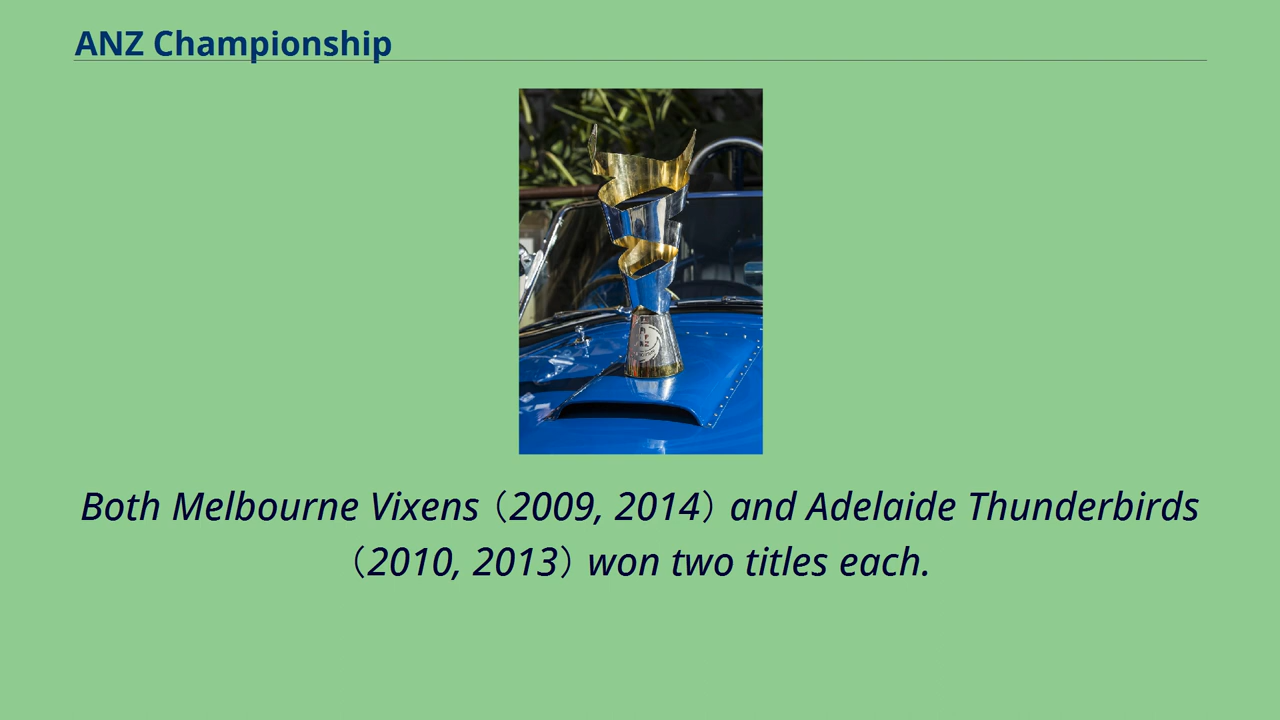 ANZ Championship
Both Melbourne Vixens（2009, 2014）and Adelaide Thunderbirds
（2010, 2013）won two titles each.